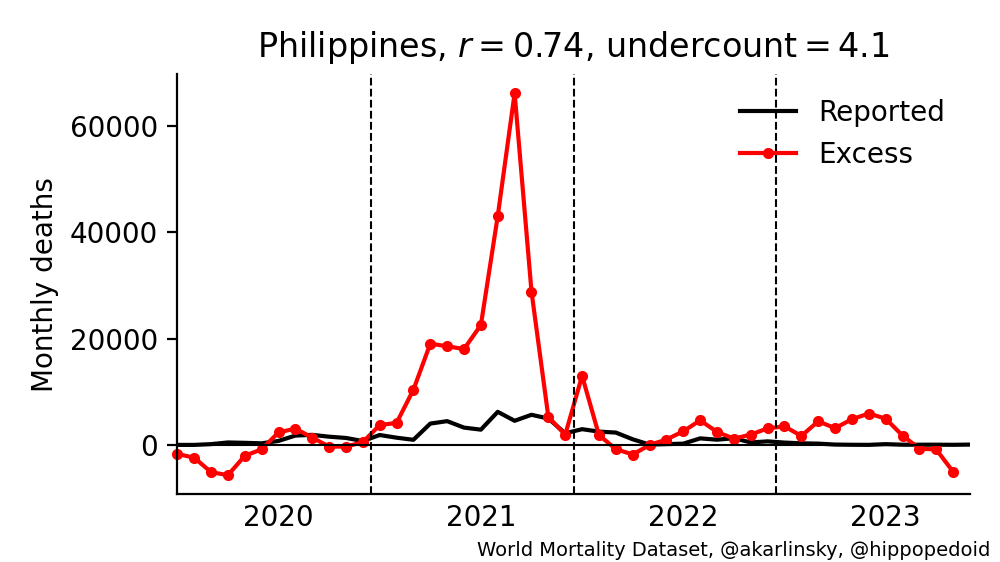 Philippines, r = 0.74, undercount = 4.1
Reported
Excess
Monthly deaths
60000
40000
20000
0
2020 2021 2022 2023
World Mortality Dataset, @akarlinsky, @hippopedoid